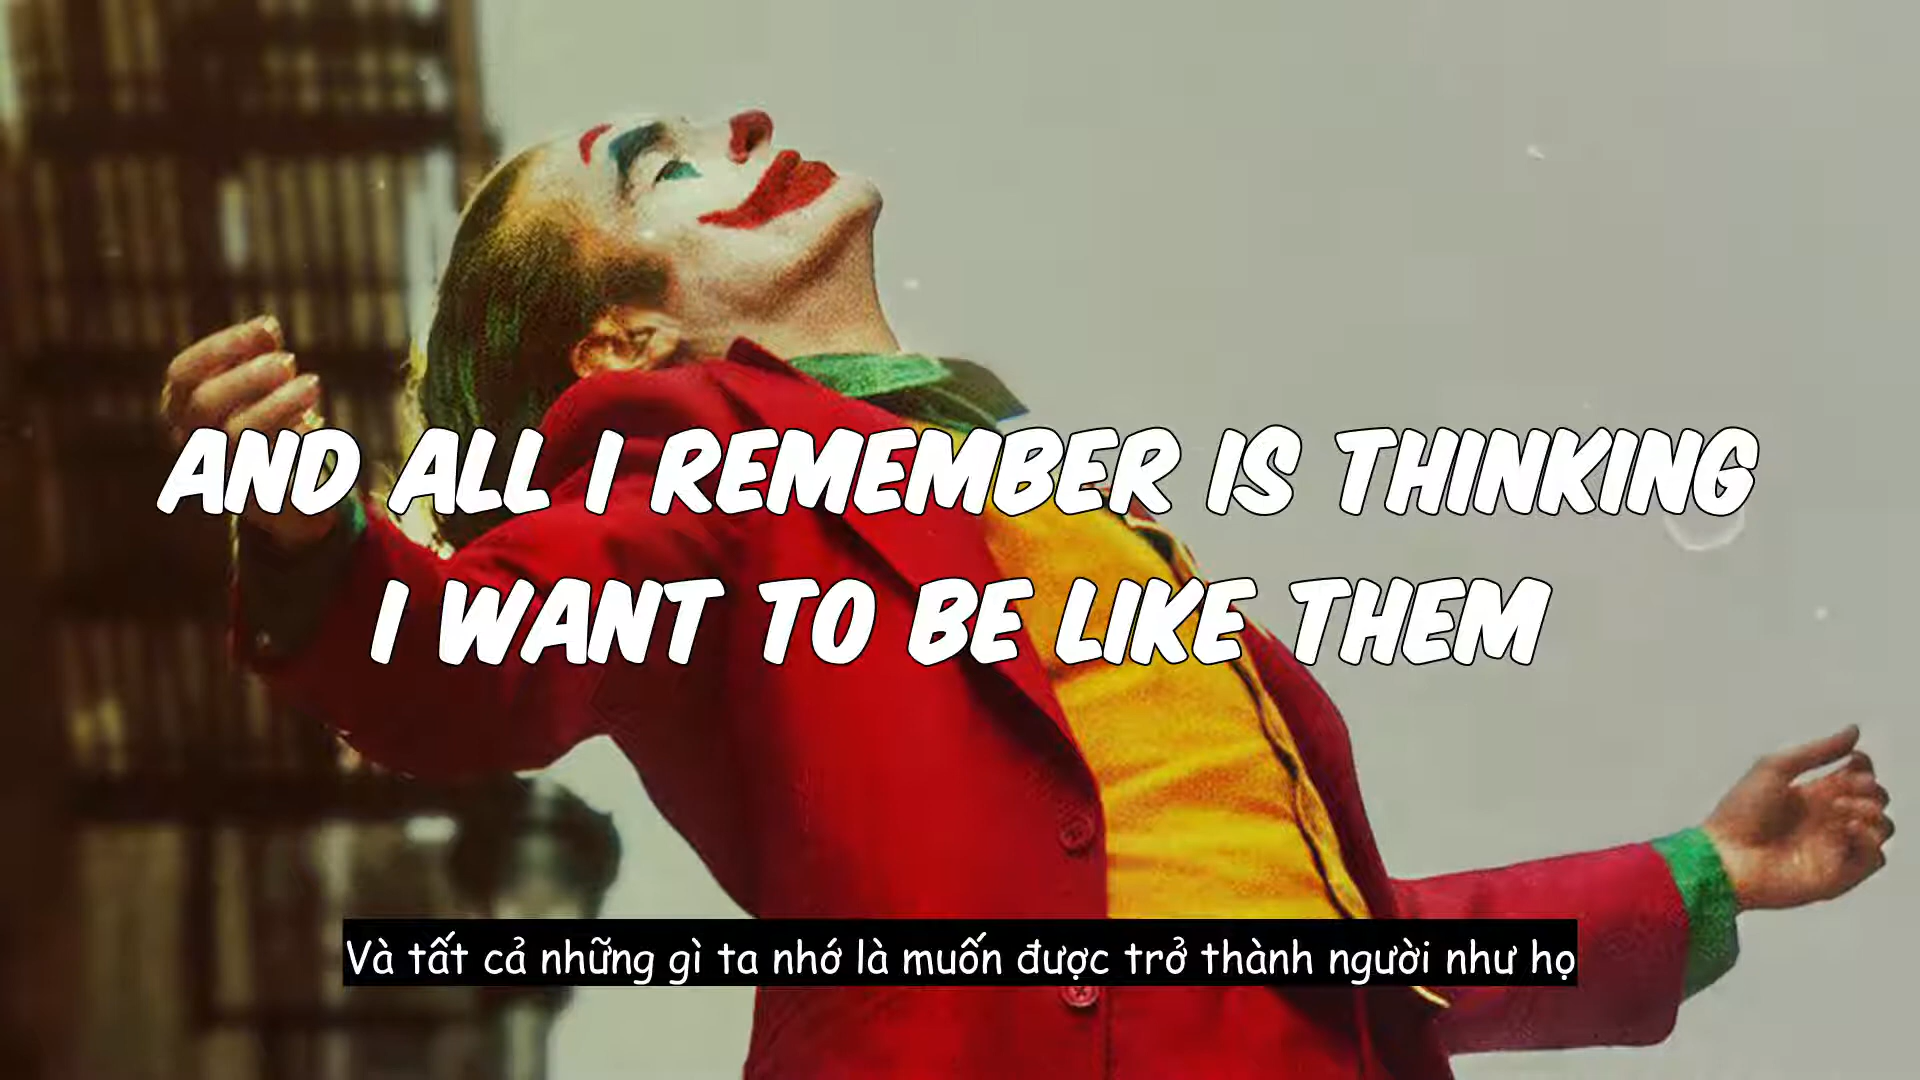 AND ALL I REMEMBER IS THINKING
I WANT TO BE LIKE THEM
Và tất cả những gì ta nhớ là muốn được trở thành người như họ